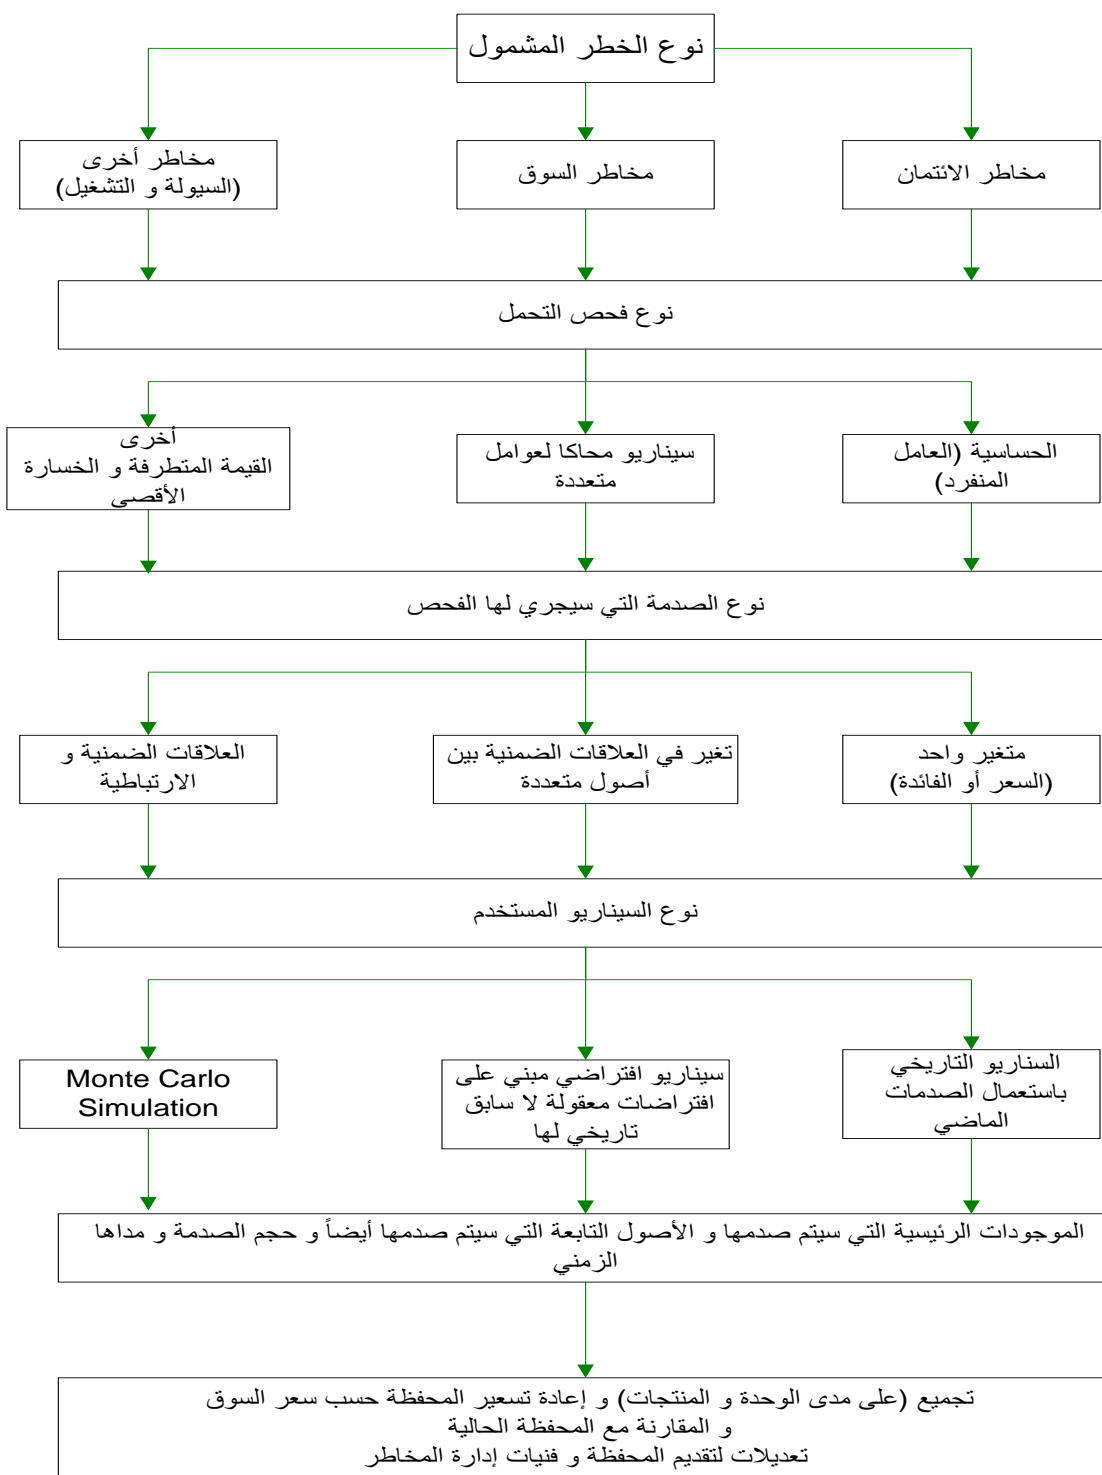 نوع الخطر المشمول
مخاطر الائتمان
مخاطر السوق
مخاطر أخرى
(السيولة و التشغيل)
نوع فحص التحمل
الحساسية (العامل
المنفرد)
سيناريو محاكا لعوامل
متعددة
أخرى
القيمة المتطرفة و الخسارة
الأقصى
نوع الصدمة التي سيجري لها الفحص
متغير واحد
(السعر أو الفائدة)
تغير في العلاقات الضمنية بين
أصول متعددة
العلاقات الضمنية و
الارتباطية
نوع السيناريو المستخدم
السناريو التاريخي
باستعمال الصدمات
الماضي
سيناريو افتراضي مبني على
افتراضات معقولة لا سابق
تاريخي لها
Monte Carlo
Simulation
الموجودات الرئيسية التي سيتم صدمها و الأصول التابعة التي سيتم صدمها أيضاً و حجم الصدمة و مداها
الزمني
تجميع (على مدى الوحدة و المنتجات) و إعادة تسعير المحفظة حسب سعر السوق
و المقارنة مع المحفظة الحالية
تعديلات لتقديم المحفظة و فنيات إدارة المخاطر